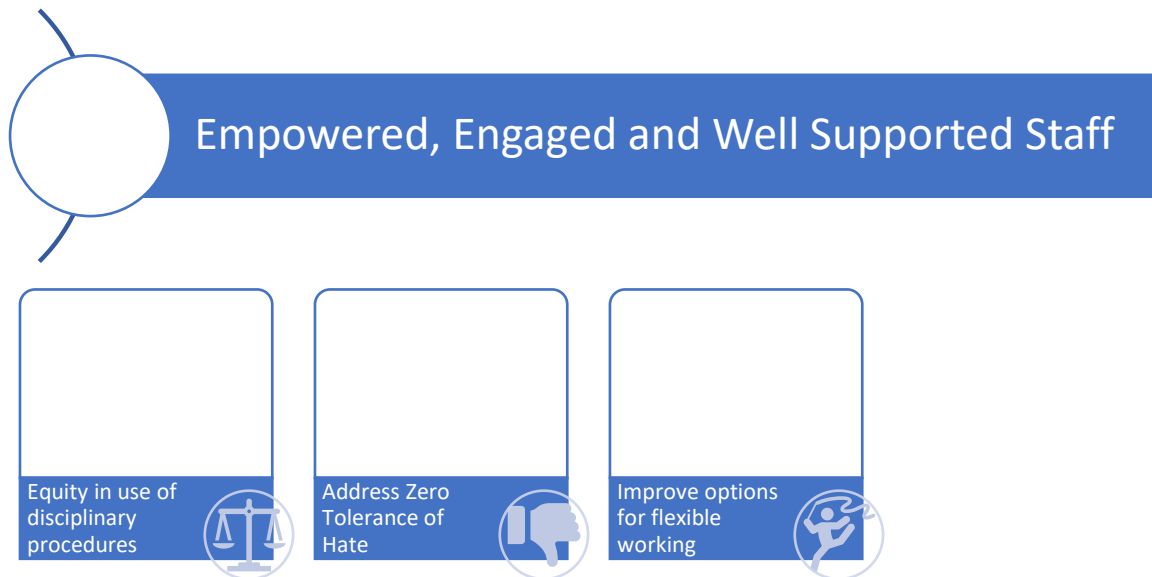 Empowered, Engaged and Well Supported Staff
Equity in use of
disciplinary
procedures
Address Zero
Tolerance of
Hate
Improve options
for flexible
working